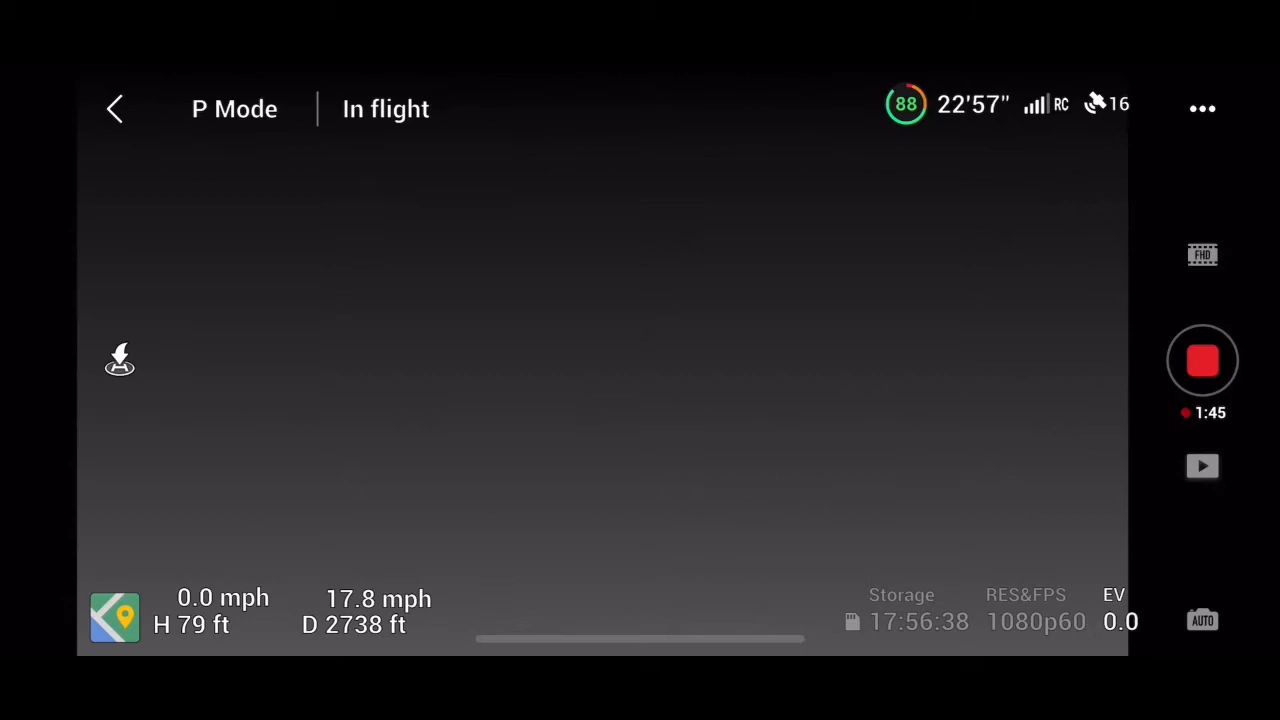 P Mode | In flight
88 22'57" RC 16
FHD
1:45
0.0 mph 17.8 mph
H 79 ft D 2738 ft
Storage RES&FPS EV
17:56:38 1080p60 0.0
AUTO